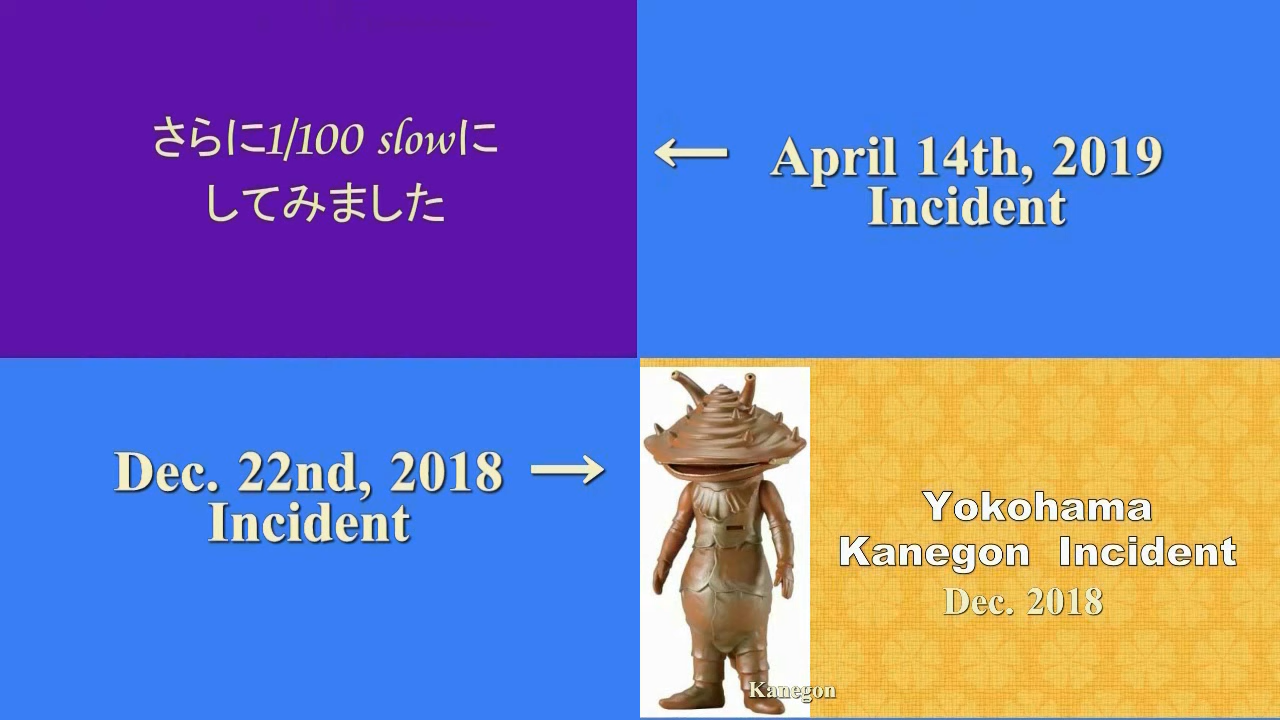 さらに1/100 slowに
してみました
← April 14th, 2019
Incident
Dec. 22nd, 2018 →
Incident
Yokohama
Kanegon Incident
Dec. 2018
Kanegon